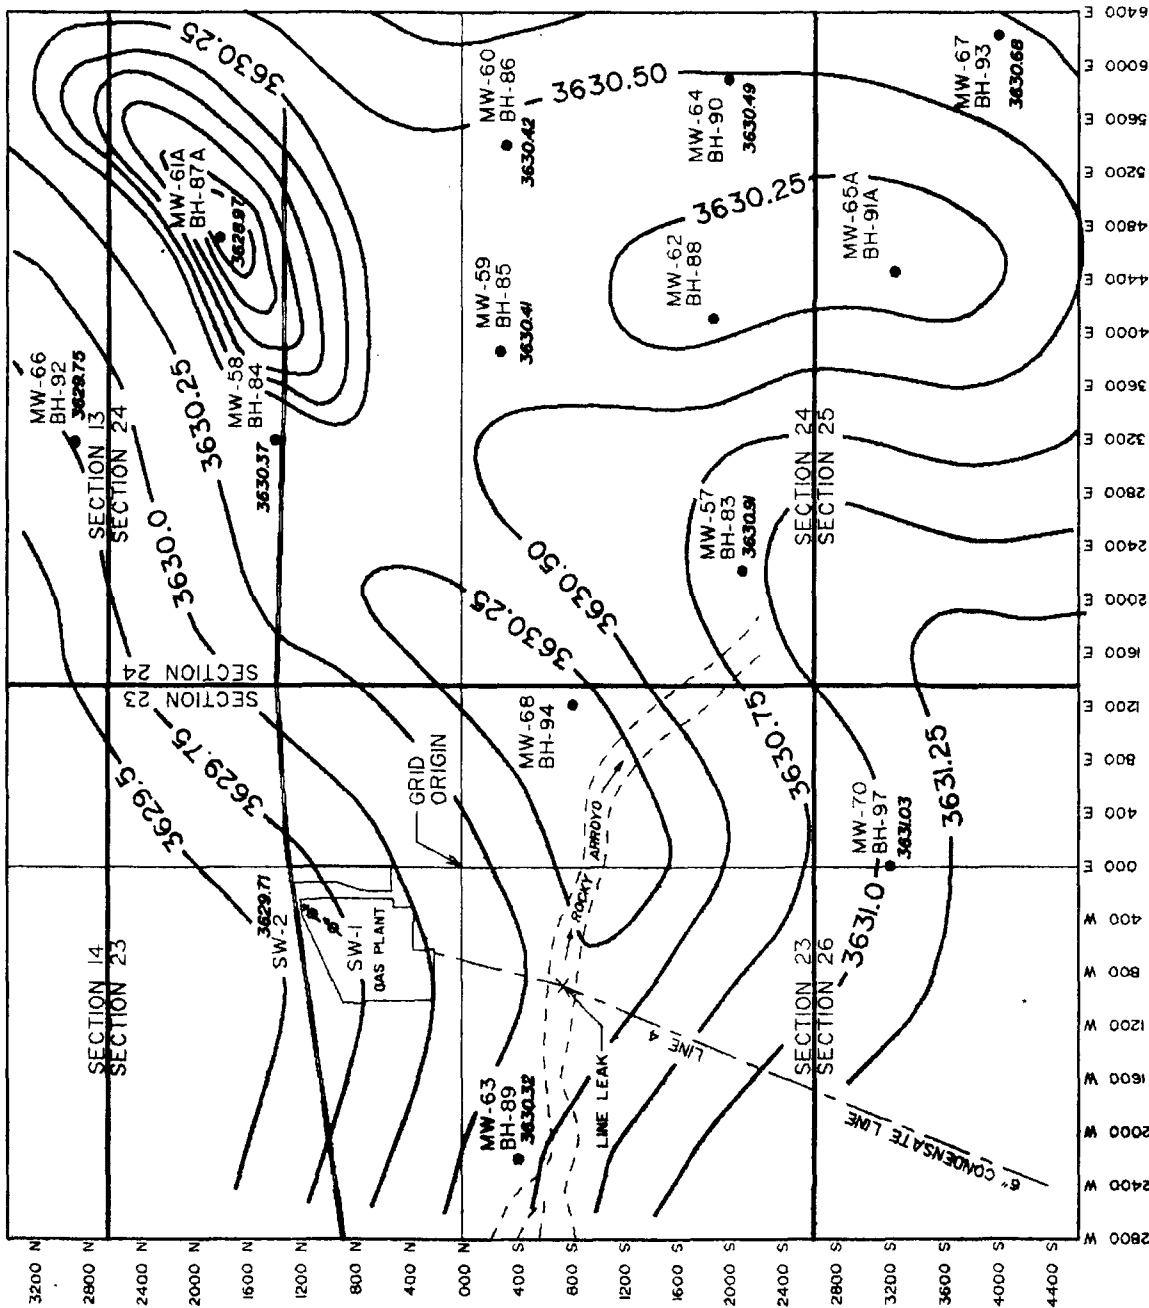 3200 N
2800 N
2400 N
2000 N
1600 N
1200 N
800 N
400 N
000 N
400 S
800 S
1200 S
1600 S
2000 S
2400 S
2800 S
3200 S
3600 S
4000 S
4400 S
6400 E
6000 E
5600 E
5200 E
4800 E
4400 E
4000 E
3600 E
3200 E
2800 E
2400 E
2000 E
1600 E
1200 E
800 E
400 E
000 E
400 W
800 W
1200 W
1600 W
2000 W
2400 W
2800 W
3630.25
MW-61A
BH-87A
3628.97
MW-60
BH-86
3630.42
3630.50
MW-64
BH-90
3630.49
MW-67
BH-93
3630.68
3630.25
MW-65A
BH-91A
MW-62
BH-88
MW-59
BH-85
3630.41
MW-66
BH-92
3629.75
MW-58
BH-84
3630.37
3630.25
3630.0
SECTION 13
SECTION 24
SECTION 24
SECTION 25
MW-57
BH-83
3630.91
3630.50
3630.25
SECTION 24
SECTION 23
3629.75
3629.5
MW-68
BH-94
3630.75
3631.25
GRID
ORIGIN
ROCKY ARROYO
MW-70
BH-97
3631.03
3631.0
3629.71
SW-2
SW-1
GAS PLANT
SECTION 14
SECTION 23
SECTION 23
SECTION 26
LINE 4
LINE LEAK
MW-63
BH-89
3630.32
6" CONDENSATE LINE